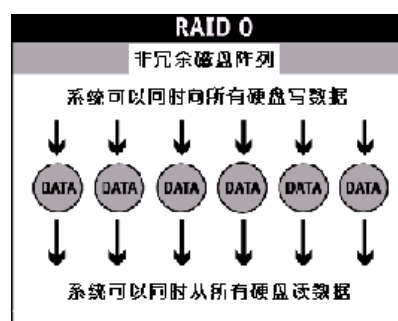 RAID 0
非冗余磁盘阵列
系统可以同时向所有硬盘写数据
DATA DATA DATA DATA DATA DATA
系统可以同时从所有硬盘读数据